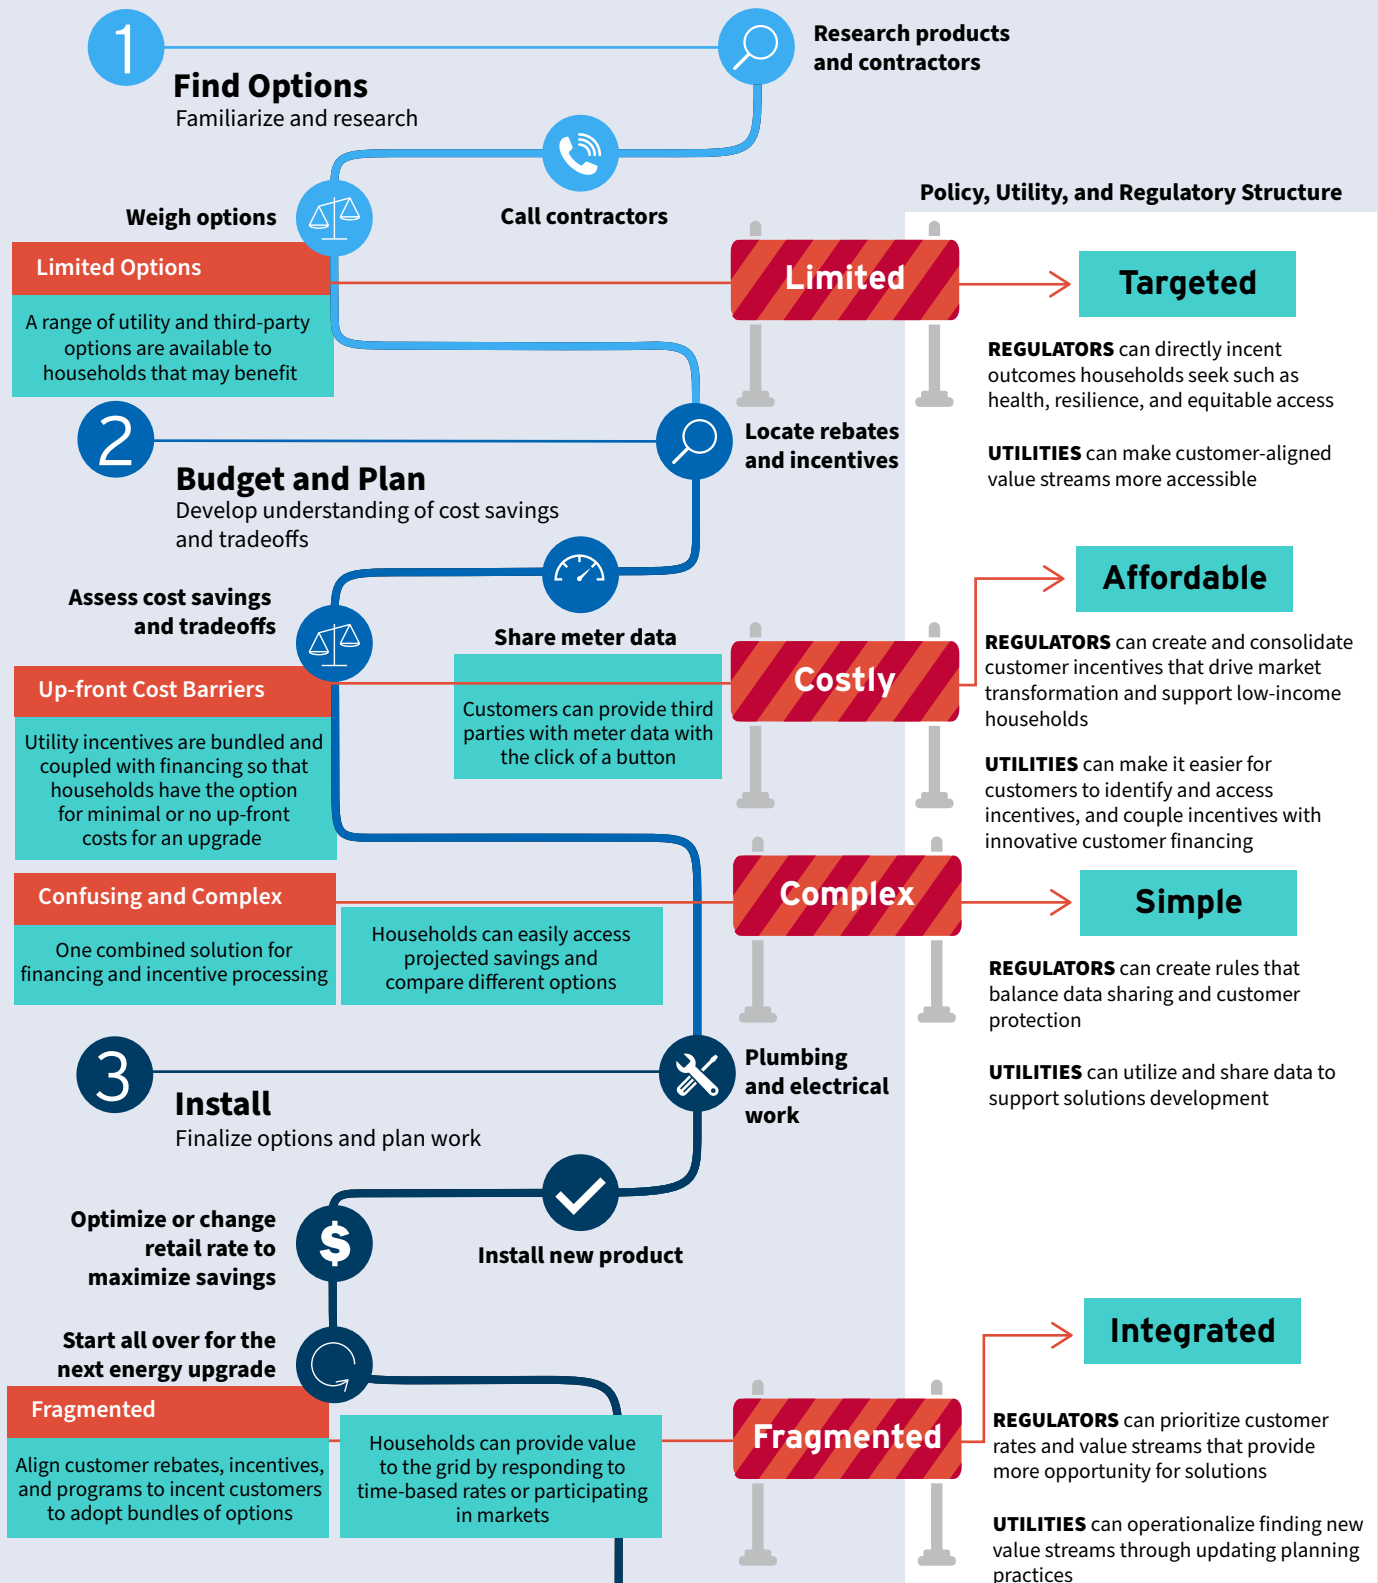 1
Research products
and contractors
Find Options
Familiarize and research
Weigh options
Call contractors
Policy, Utility, and Regulatory Structure
Limited Options
A range of utility and third-party
options are available to
households that may benefit
Limited
Targeted
REGULATORS can directly incent
outcomes households seek such as
health, resilience, and equitable access
UTILITIES can make customer-aligned
value streams more accessible
2
Locate rebates
and incentives
Budget and Plan
Develop understanding of cost savings
and tradeoffs
Assess cost savings
and tradeoffs
Share meter data
Up-front Cost Barriers
Utility incentives are bundled and
coupled with financing so that
households have the option
for minimal or no up-front
costs for an upgrade
Customers can provide third
parties with meter data with
the click of a button
Costly
Affordable
REGULATORS can create and consolidate
customer incentives that drive market
transformation and support low-income
households
UTILITIES can make it easier for
customers to identify and access
incentives, and couple incentives with
innovative customer financing
Confusing and Complex
One combined solution for
financing and incentive processing
Households can easily access
projected savings and
compare different options
Complex
Simple
REGULATORS can create rules that
balance data sharing and customer
protection
UTILITIES can utilize and share data to
support solutions development
3
Plumbing
and electrical
work
Install
Finalize options and plan work
Optimize or change
retail rate to
maximize savings
$
Install new product
Start all over for the
next energy upgrade
Fragmented
Align customer rebates, incentives,
and programs to incent customers
to adopt bundles of options
Households can provide value
to the grid by responding to
time-based rates or participating
in markets
Fragmented
Integrated
REGULATORS can prioritize customer
rates and value streams that provide
more opportunity for solutions
UTILITIES can operationalize finding new
value streams through updating planning
practices